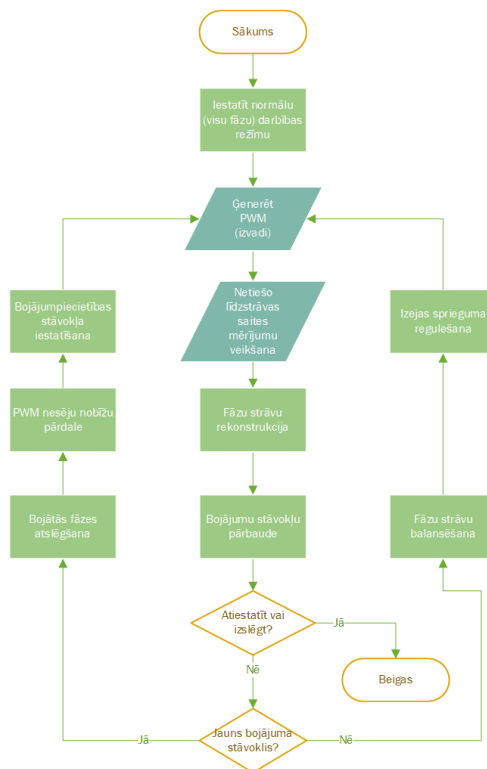 Sākums
Iestatīt normālu
(visu fāzu) darbības
režīmu
Ģenerēt
PWM
(izvadi)
Netiešo
līdzstrāvas
saites
mērījumu
veikšana
Bojājumpiecietības
stāvokļa
iestatīšana
Izejas sprieguma
regulešana
PWM nesēju nobīžu
pārdale
Fāzu strāvu
rekonstrukcija
Bojātās fāzes
atslēgšana
Bojājumu stāvokļu
pārbaude
Fāzu strāvu
balansēšana
Atiestatīt vai
izslēgt?
Jā
Nē
Beigas
Jā
Jauns bojājuma
stāvoklis?
Nē